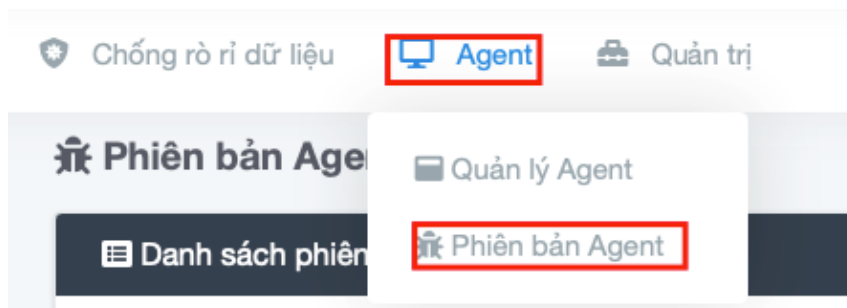 Chống rò rỉ dữ liệu Agent Quản trị
Phiên bản Age
Quản lý Agent
Danh sách phiên
Phiên bản Agent